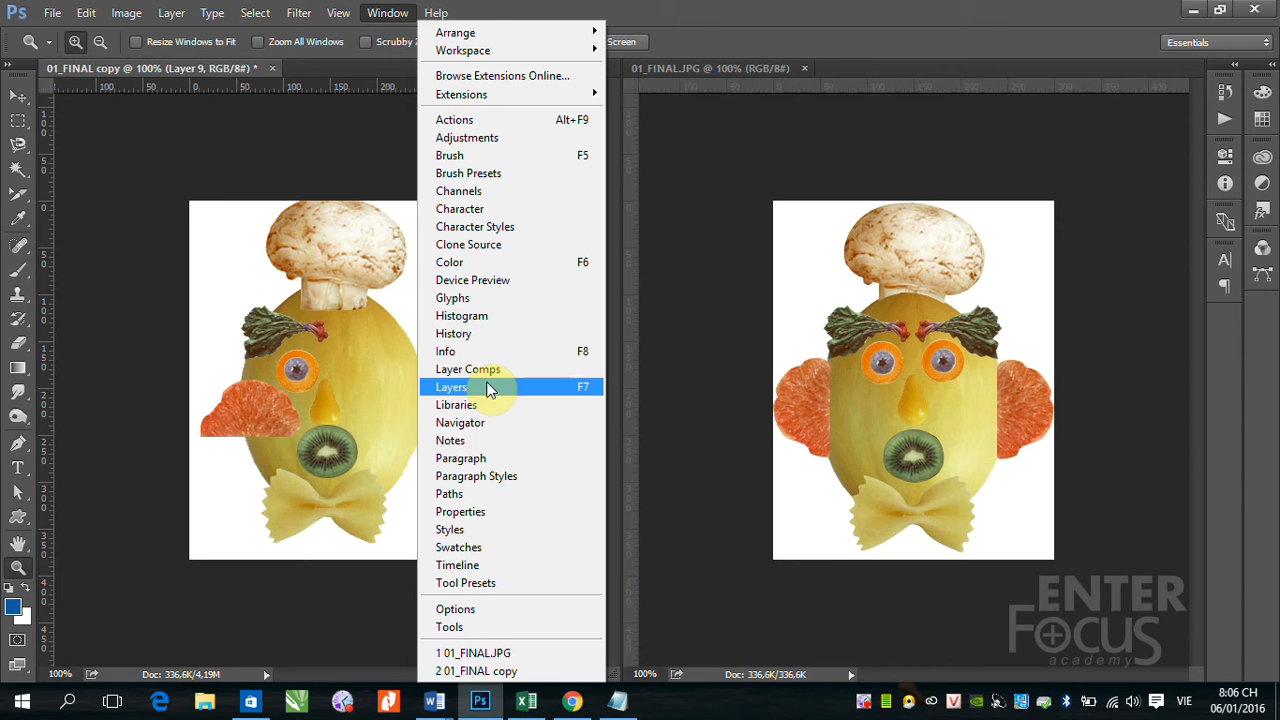 Ps File Edit Image Layer Type Select Filter View Window Help
Resize Windows to Fit Zoom All Windows Scrubby Screen Essentials
01_FINAL copy @ 100% (Layer 9, RGB/8#) * ×
01_FINAL.JPG @ 100% (RGB/8#) ×
Arrange
Workspace
Browse Extensions Online...
Extensions
Actions Alt+F9
Adjustments
Brush F5
Brush Presets
Channels
Character
Character Styles
Clone Source
Color F6
Device Preview
Glyphs
Histogram
History
Info F8
Layer Comps
Layers F7
Libraries
Navigator
Notes
Paragraph
Paragraph Styles
Paths
Properties
Styles
Swatches
Timeline
Tool Presets
Options
Tools
1 01_FINAL.JPG
2 01_FINAL copy
ENTER
FOCUS
academy
100% Doc: 336,6K/4,19M
100% Doc: 336,6K/336,6K
VIE
8:06 CH
06/01/2016